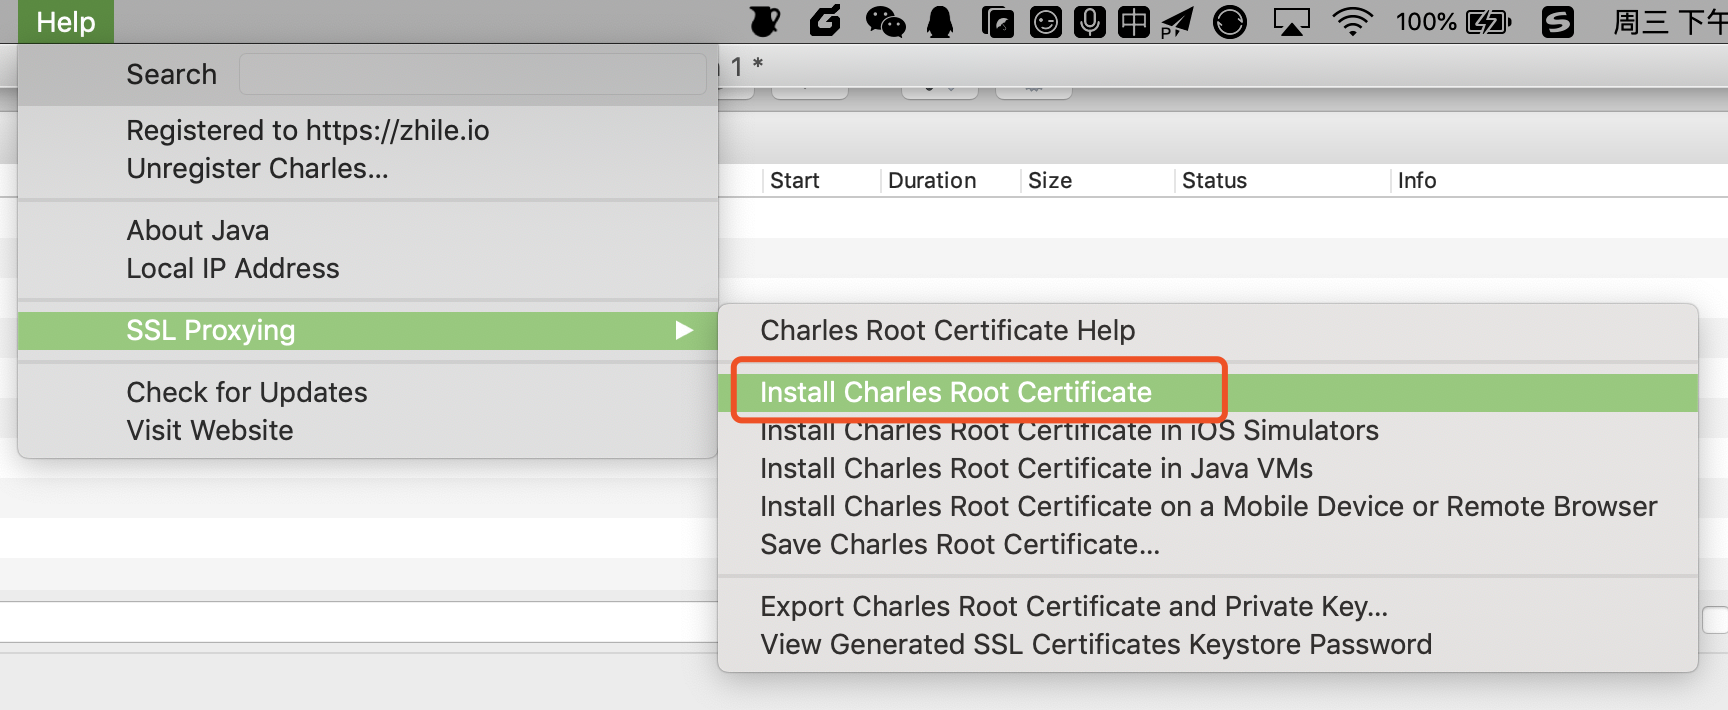 Help
100%
周三 下午
Search
1 *
Registered to https://zhile.io
Unregister Charles...
Start Duration Size Status Info
About Java
Local IP Address
SSL Proxying
Check for Updates
Visit Website
Charles Root Certificate Help
Install Charles Root Certificate
Install Charles Root Certificate in iOS Simulators
Install Charles Root Certificate in Java VMs
Install Charles Root Certificate on a Mobile Device or Remote Browser
Save Charles Root Certificate...
Export Charles Root Certificate and Private Key...
View Generated SSL Certificates Keystore Password